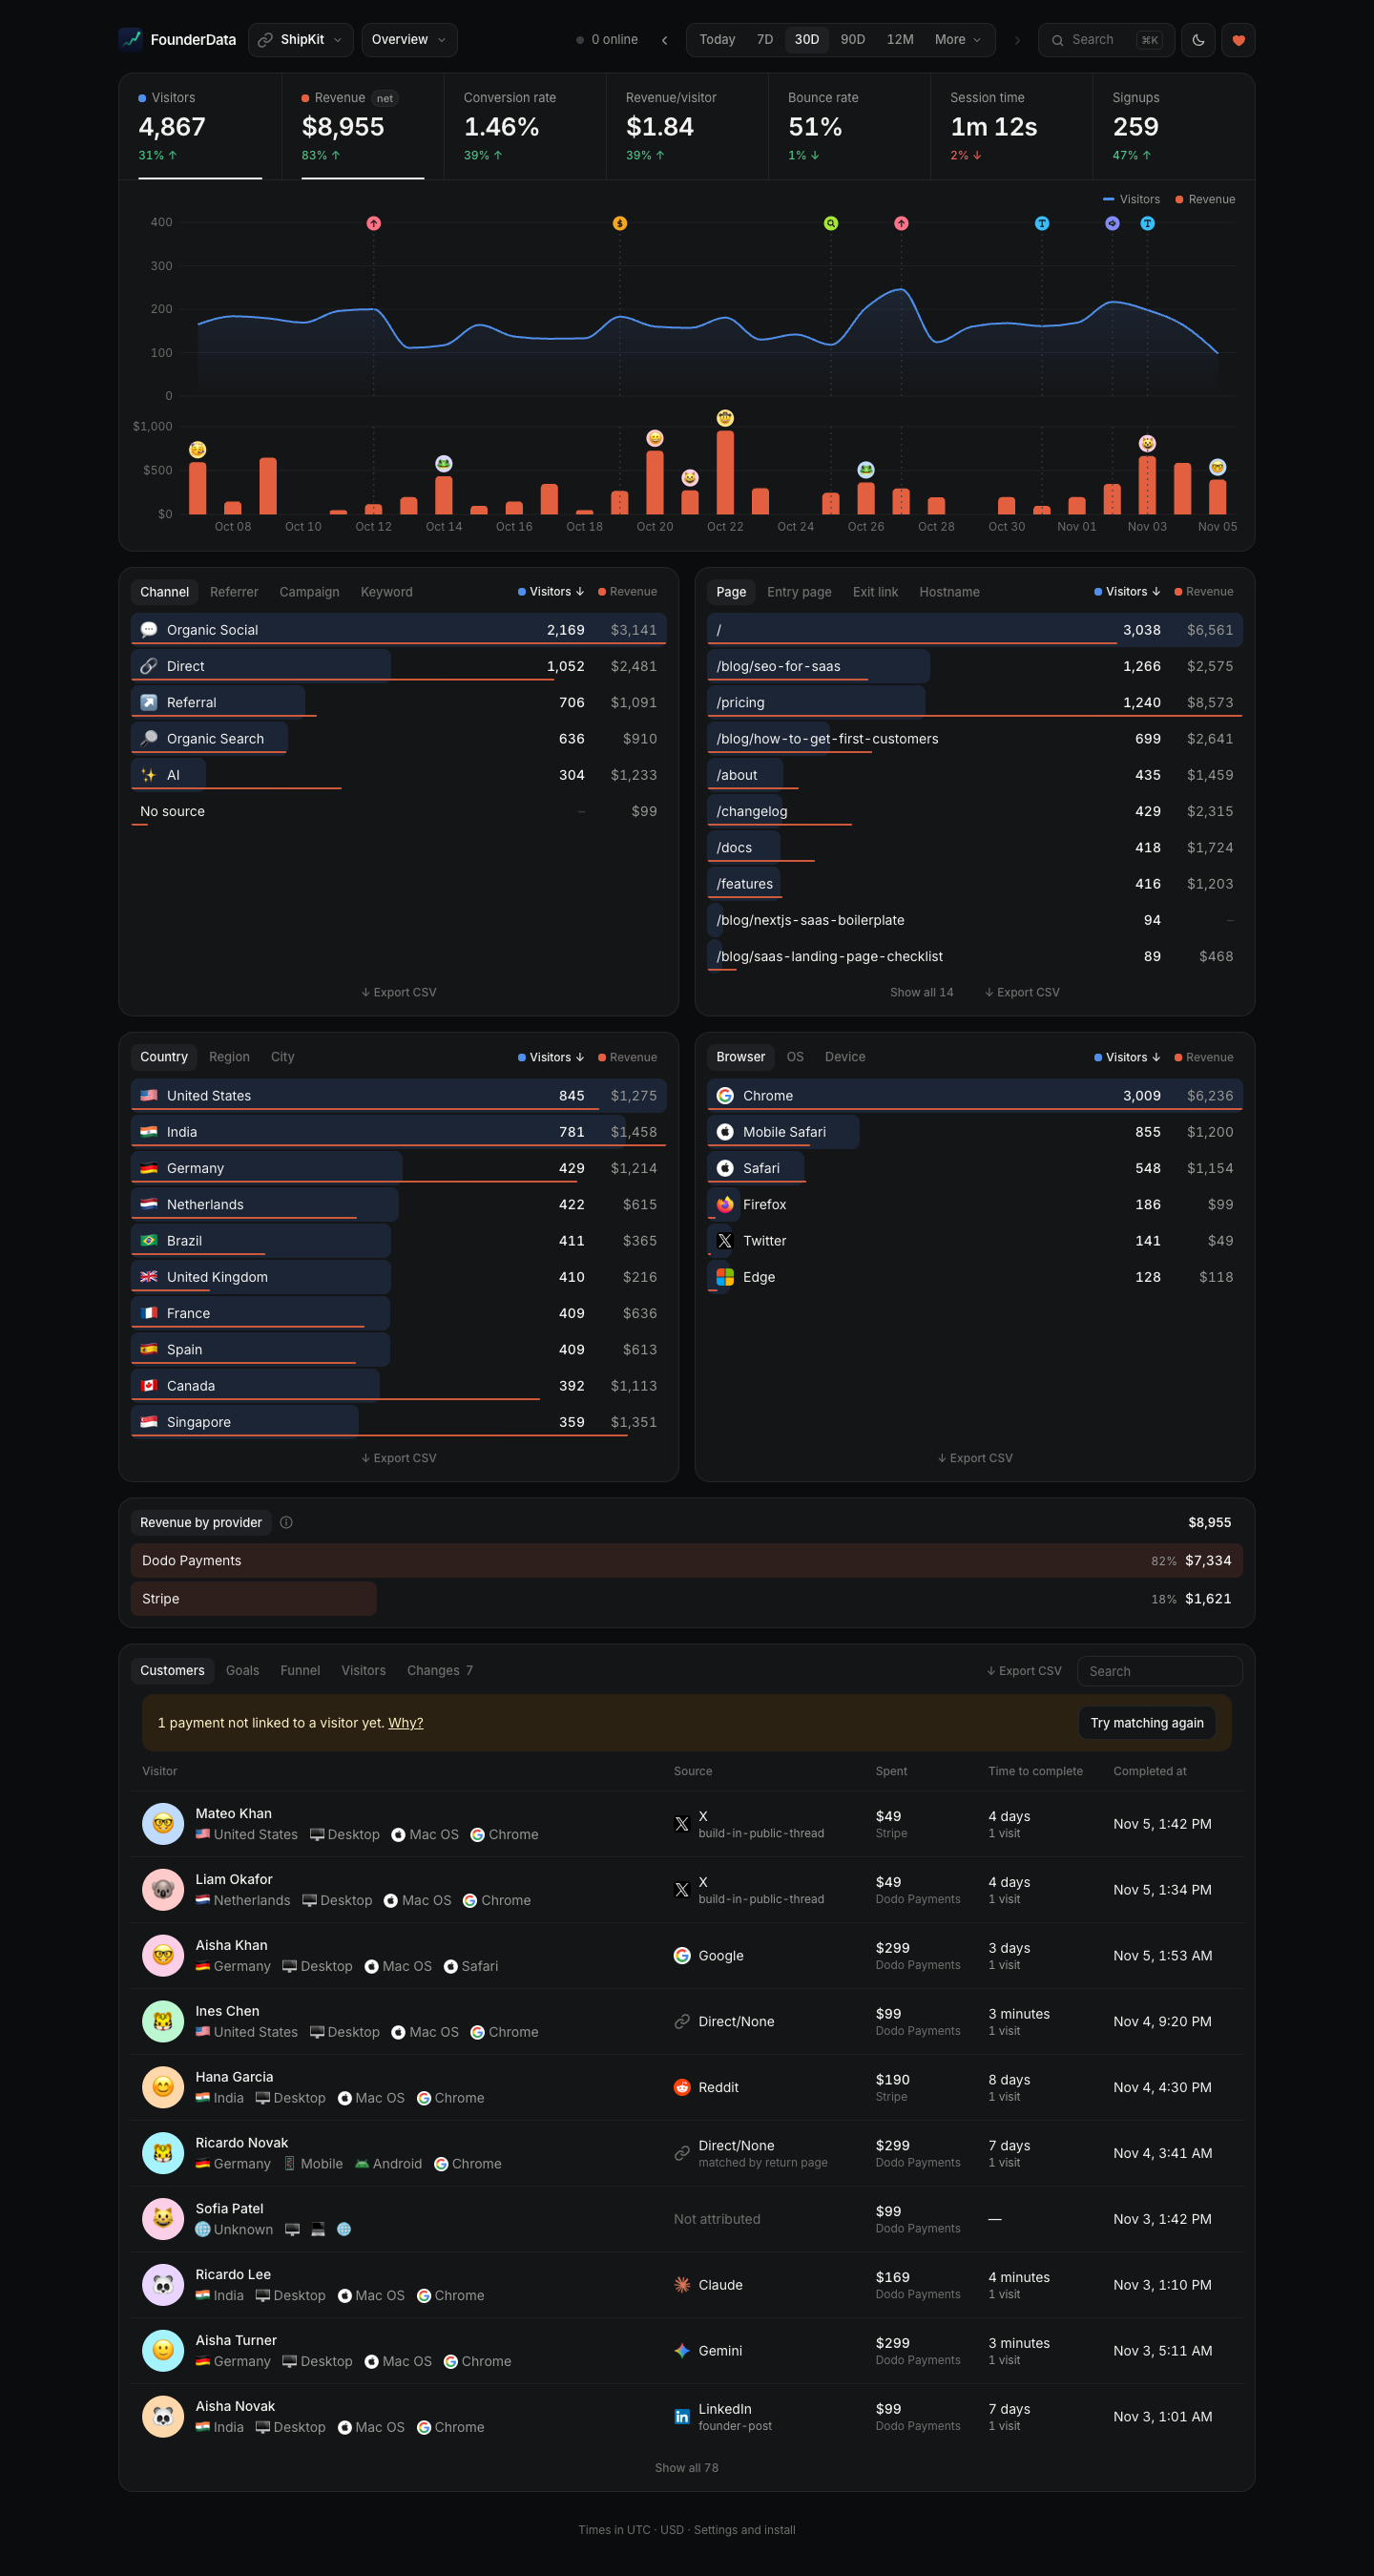 FounderData ShipKit Overview 0 online Today 7D 30D 90D 12M More Search ⌘K
Visitors Revenue net Conversion rate Revenue/visitor Bounce rate Session time Signups
4,867 $8,955 1.46% $1.84 51% 1m 12s 259
31% ↑ 83% ↑ 39% ↑ 39% ↑ 1% ↓ 2% ↓ 47% ↑
Visitors Revenue
400
300
200
100
0
$1,000
$500
$0
Oct 08 Oct 10 Oct 12 Oct 14 Oct 16 Oct 18 Oct 20 Oct 22 Oct 24 Oct 26 Oct 28 Oct 30 Nov 01 Nov 03 Nov 05
Channel Referrer Campaign Keyword Visitors ↓ Revenue
Organic Social 2,169 $3,141
Direct 1,052 $2,481
Referral 706 $1,091
Organic Search 636 $910
AI 304 $1,233
No source – $99
↓ Export CSV
Page Entry page Exit link Hostname Visitors ↓ Revenue
/ 3,038 $6,561
/blog/seo-for-saas 1,266 $2,575
/pricing 1,240 $8,573
/blog/how-to-get-first-customers 699 $2,641
/about 435 $1,459
/changelog 429 $2,315
/docs 418 $1,724
/features 416 $1,203
/blog/nextjs-saas-boilerplate 94 –
/blog/saas-landing-page-checklist 89 $468
Show all 14 ↓ Export CSV
Country Region City Visitors ↓ Revenue
United States 845 $1,275
India 781 $1,458
Germany 429 $1,214
Netherlands 422 $615
Brazil 411 $365
United Kingdom 410 $216
France 409 $636
Spain 409 $613
Canada 392 $1,113
Singapore 359 $1,351
↓ Export CSV
Browser OS Device Visitors ↓ Revenue
Chrome 3,009 $6,236
Mobile Safari 855 $1,200
Safari 548 $1,154
Firefox 186 $99
Twitter 141 $49
Edge 128 $118
↓ Export CSV
Revenue by provider $8,955
Dodo Payments 82% $7,334
Stripe 18% $1,621
Customers Goals Funnel Visitors Changes 7 ↓ Export CSV Search
1 payment not linked to a visitor yet. Why? Try matching again
Visitor Source Spent Time to complete Completed at
Mateo Khan X $49 4 days Nov 5, 1:42 PM
United States Desktop Mac OS Chrome build-in-public-thread Stripe 1 visit
Liam Okafor X $49 4 days Nov 5, 1:34 PM
Netherlands Desktop Mac OS Chrome build-in-public-thread Dodo Payments 1 visit
Aisha Khan Google $299 3 days Nov 5, 1:53 AM
Germany Desktop Mac OS Safari Dodo Payments 1 visit
Ines Chen Direct/None $99 3 minutes Nov 4, 9:20 PM
United States Desktop Mac OS Chrome Dodo Payments 1 visit
Hana Garcia Reddit $190 8 days Nov 4, 4:30 PM
India Desktop Mac OS Chrome Stripe 1 visit
Ricardo Novak Direct/None $299 7 days Nov 4, 3:41 AM
Germany Mobile Android Chrome matched by return page Dodo Payments 1 visit
Sofia Patel Not attributed $99 — Nov 3, 1:42 PM
Unknown Dodo Payments
Ricardo Lee Claude $169 4 minutes Nov 3, 1:10 PM
India Desktop Mac OS Chrome Dodo Payments 1 visit
Aisha Turner Gemini $299 3 minutes Nov 3, 5:11 AM
Germany Desktop Mac OS Chrome Dodo Payments 1 visit
Aisha Novak LinkedIn $99 7 days Nov 3, 1:01 AM
India Desktop Mac OS Chrome founder-post Dodo Payments 1 visit
Show all 78
Times in UTC · USD · Settings and install